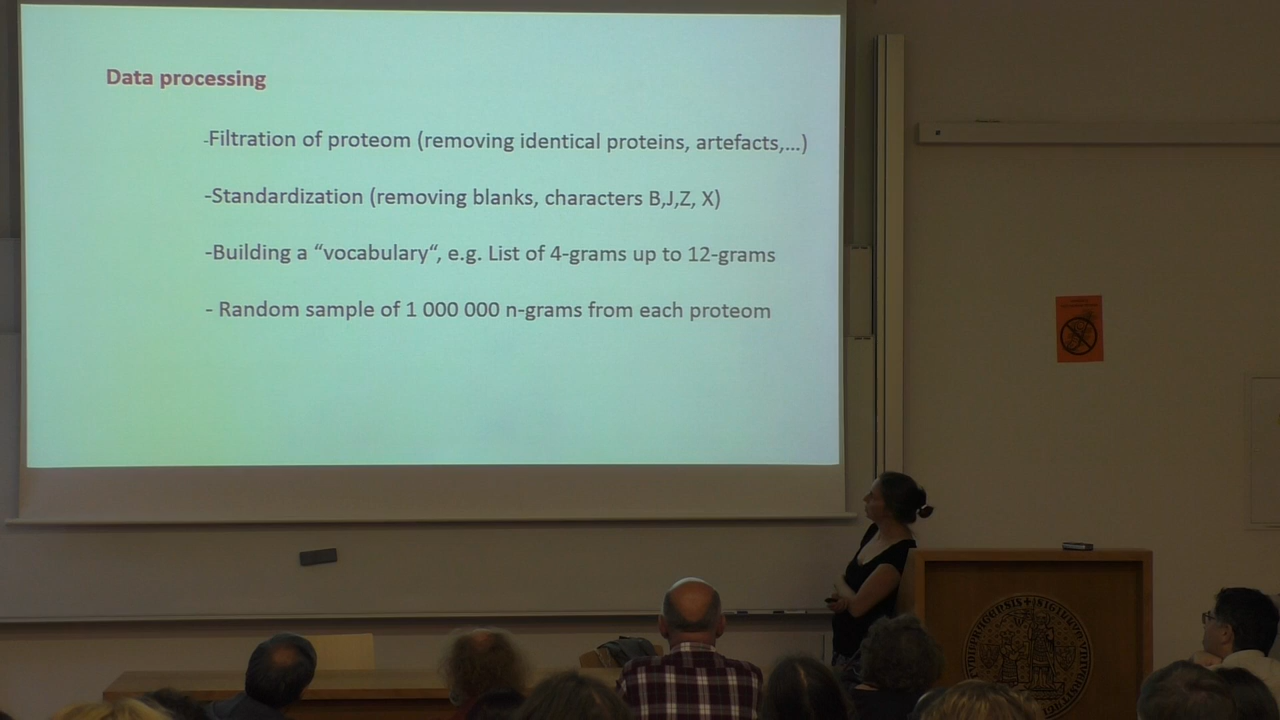 Data processing
-Filtration of proteom (removing identical proteins, artefacts,...)
-Standardization (removing blanks, characters B,J,Z, X)
-Building a “vocabulary“, e.g. List of 4-grams up to 12-grams
- Random sample of 1 000 000 n-grams from each proteom